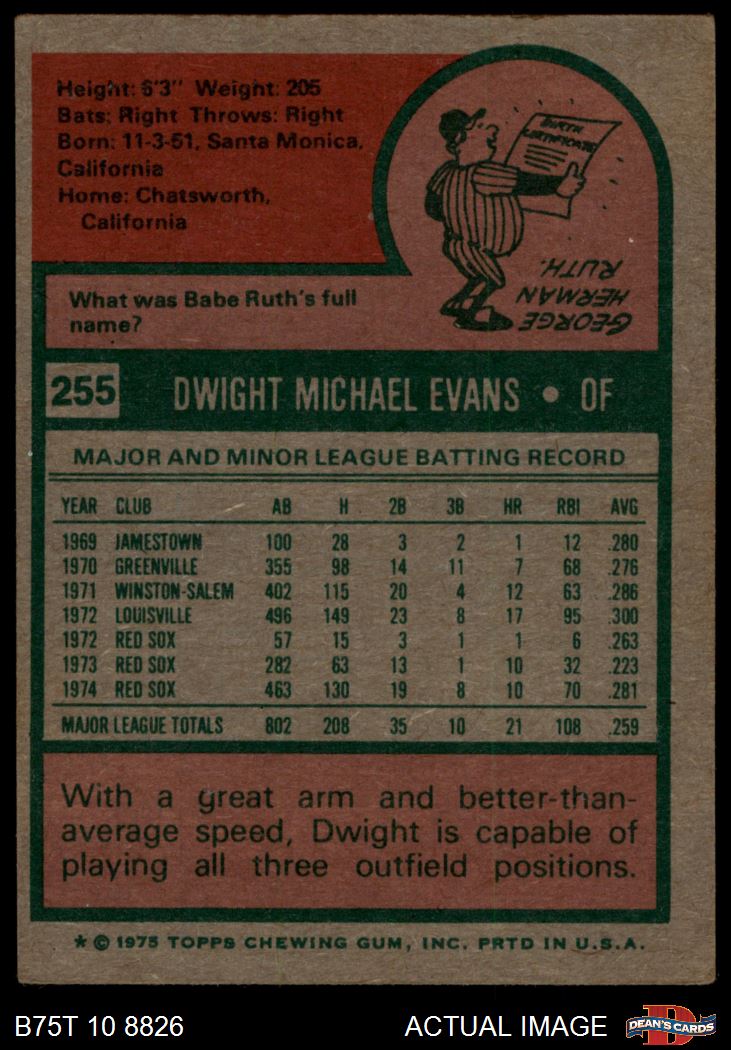 Height: 6'3" Weight: 205
Bats: Right Throws: Right
Born: 11-3-51, Santa Monica,
California
Home: Chatsworth,
California
BIRTH
CERTIFICATE
GEORGE
HERMAN
RUTH.
What was Babe Ruth's full
name?
255 DWIGHT MICHAEL EVANS • OF
MAJOR AND MINOR LEAGUE BATTING RECORD
YEAR CLUB AB H 2B 3B HR RBI AVG
1969 JAMESTOWN 100 28 3 2 1 12 .280
1970 GREENVILLE 355 98 14 11 7 68 .276
1971 WINSTON-SALEM 402 115 20 4 12 63 .286
1972 LOUISVILLE 496 149 23 8 17 95 .300
1972 RED SOX 57 15 3 1 1 6 .263
1973 RED SOX 282 63 13 1 10 32 .223
1974 RED SOX 463 130 19 8 10 70 .281
MAJOR LEAGUE TOTALS 802 208 35 10 21 108 .259
With a great arm and better-than-
average speed, Dwight is capable of
playing all three outfield positions.
* © 1975 TOPPS CHEWING GUM, INC. PRTD IN U.S.A.
B75T 10 8826 ACTUAL IMAGE D DEAN'S CARDS